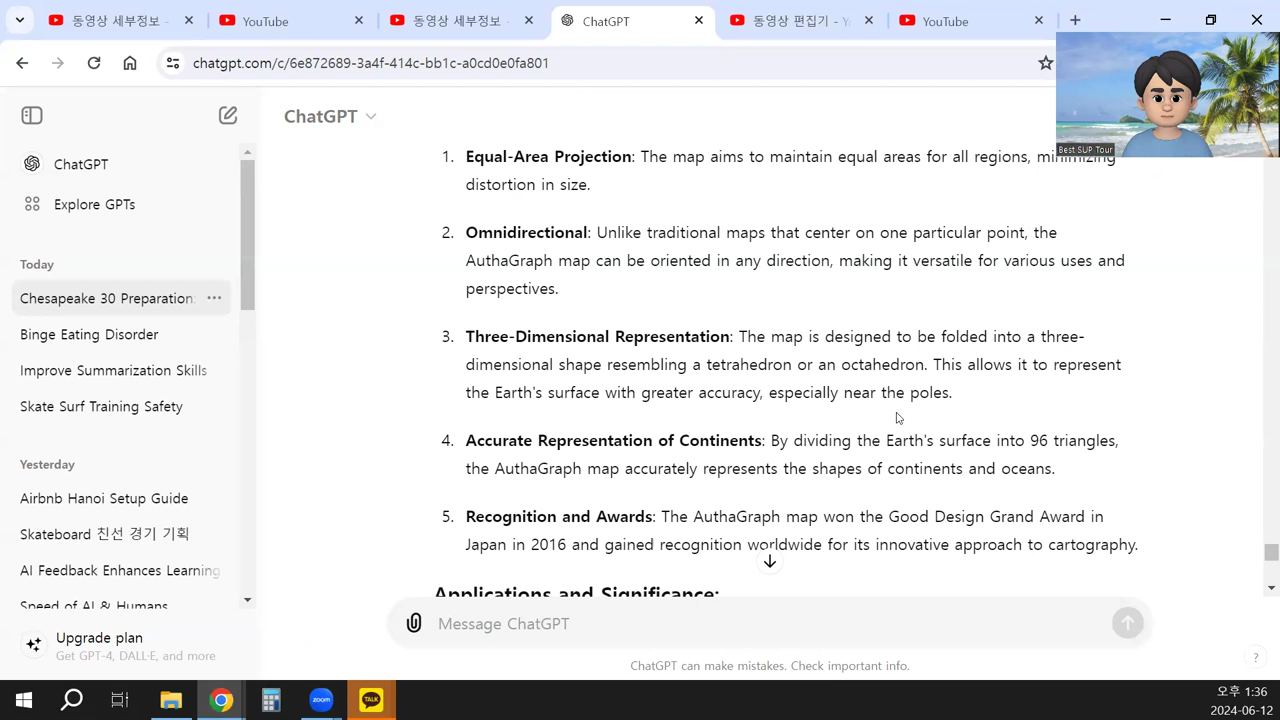 동영상 세부정보 -
YouTube
동영상 세부정보 -
ChatGPT
동영상 편집기 - Y
YouTube
chatgpt.com/c/6e872689-3a4f-414c-bb1c-a0cd0e0fa801
Best SUP Tour
ChatGPT
ChatGPT
Explore GPTs
Today
Chesapeake 30 Preparation
Binge Eating Disorder
Improve Summarization Skills
Skate Surf Training Safety
Yesterday
Airbnb Hanoi Setup Guide
Skateboard 친선 경기 기획
AI Feedback Enhances Learning
Speed of AI & Humans
Upgrade plan
Get GPT-4, DALL·E, and more
1. Equal-Area Projection: The map aims to maintain equal areas for all regions, minimizing
distortion in size.
2. Omnidirectional: Unlike traditional maps that center on one particular point, the
AuthaGraph map can be oriented in any direction, making it versatile for various uses and
perspectives.
3. Three-Dimensional Representation: The map is designed to be folded into a three-
dimensional shape resembling a tetrahedron or an octahedron. This allows it to represent
the Earth's surface with greater accuracy, especially near the poles.
4. Accurate Representation of Continents: By dividing the Earth's surface into 96 triangles,
the AuthaGraph map accurately represents the shapes of continents and oceans.
5. Recognition and Awards: The AuthaGraph map won the Good Design Grand Award in
Japan in 2016 and gained recognition worldwide for its innovative approach to cartography.
Applications and Significance:
Message ChatGPT
ChatGPT can make mistakes. Check important info.
?
zoom
TALK
오후 1:36
2024-06-12